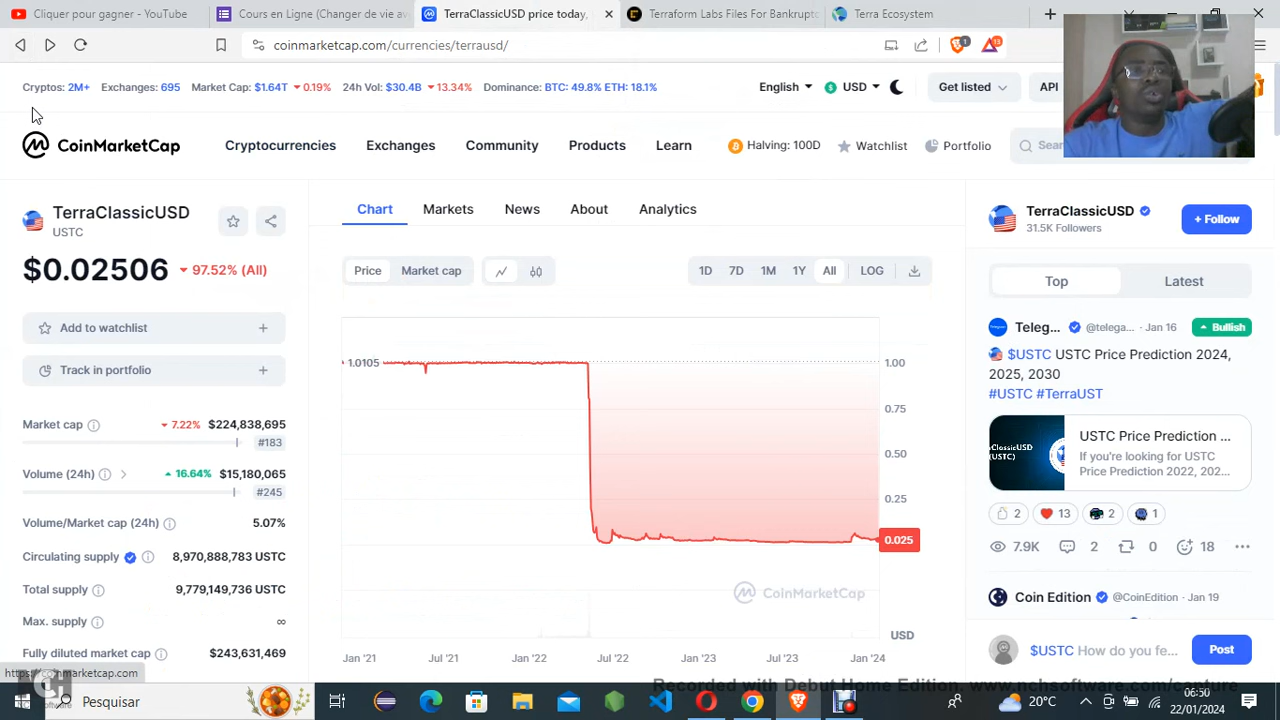 Cliquer pour gagner - YouTube
Cours en Ligne (Changer de vie av
TerraClassicUSD price today,
Terraform Labs Files For Bankrupt
Terra Ecosystem
coinmarketcap.com/currencies/terrausd/
1
13
Cryptos: 2M+ Exchanges: 695 Market Cap: $1.64T 0.19% 24h Vol: $30.4B 13.34% Dominance: BTC: 49.8% ETH: 18.1%
English USD Get listed API
CoinMarketCap
Cryptocurrencies Exchanges Community Products Learn
Halving: 100D Watchlist Portfolio Sear
TerraClassicUSD
USTC
$0.02506 97.52% (All)
Add to watchlist +
Track in portfolio +
Market cap 7.22% $224,838,695
#183
Volume (24h) 16.64% $15,180,065
#245
Volume/Market cap (24h) 5.07%
Circulating supply 8,970,888,783 USTC
Total supply 9,779,149,736 USTC
Max. supply ∞
Fully diluted market cap $243,631,469
Chart Markets News About Analytics
Price Market cap
1D 7D 1M 1Y All LOG
1.0105
1.00
0.75
0.50
0.25
0.025
CoinMarketCap
USD
Jan '21 Jul '21 Jan '22 Jul '22 Jan '23 Jul '23 Jan '24
TerraClassicUSD
31.5K Followers
+ Follow
Top Latest
Teleg... @telega... · Jan 16 Bullish
$USTC USTC Price Prediction 2024,
2025, 2030
#USTC #TerraUST
USTC Price Prediction ...
If you're looking for USTC
Price Prediction 2022, 202...
2 13 2 1
7.9K 2 0 18
Coin Edition @CoinEdition · Jan 19
$USTC How do you fe...
Post
Recorded with Debut Home Edition. www.nchsoftware.com/capture
Pesquisar
20°C
06:50
22/01/2024